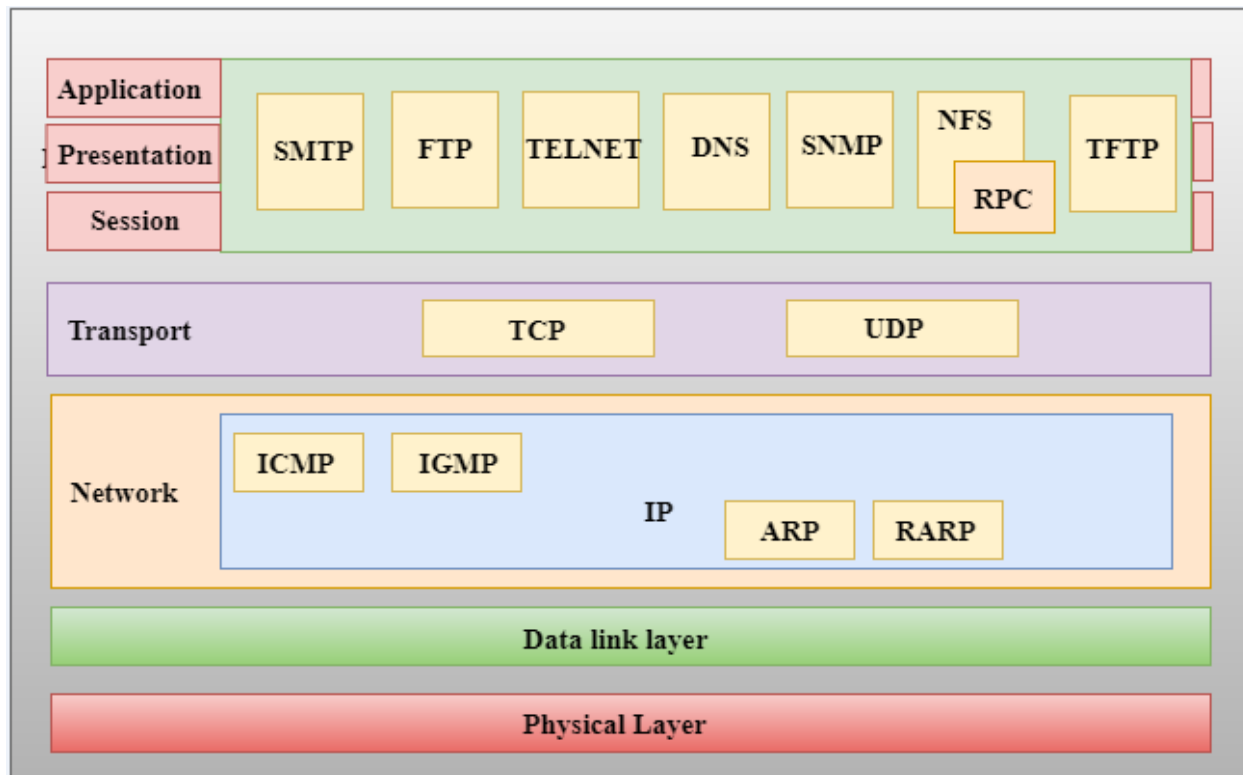 Application
Presentation
Session
SMTP
FTP
TELNET
DNS
SNMP
NFS
RPC
TFTP
Transport
TCP
UDP
Network
ICMP
IGMP
IP
ARP
RARP
Data link layer
Physical Layer